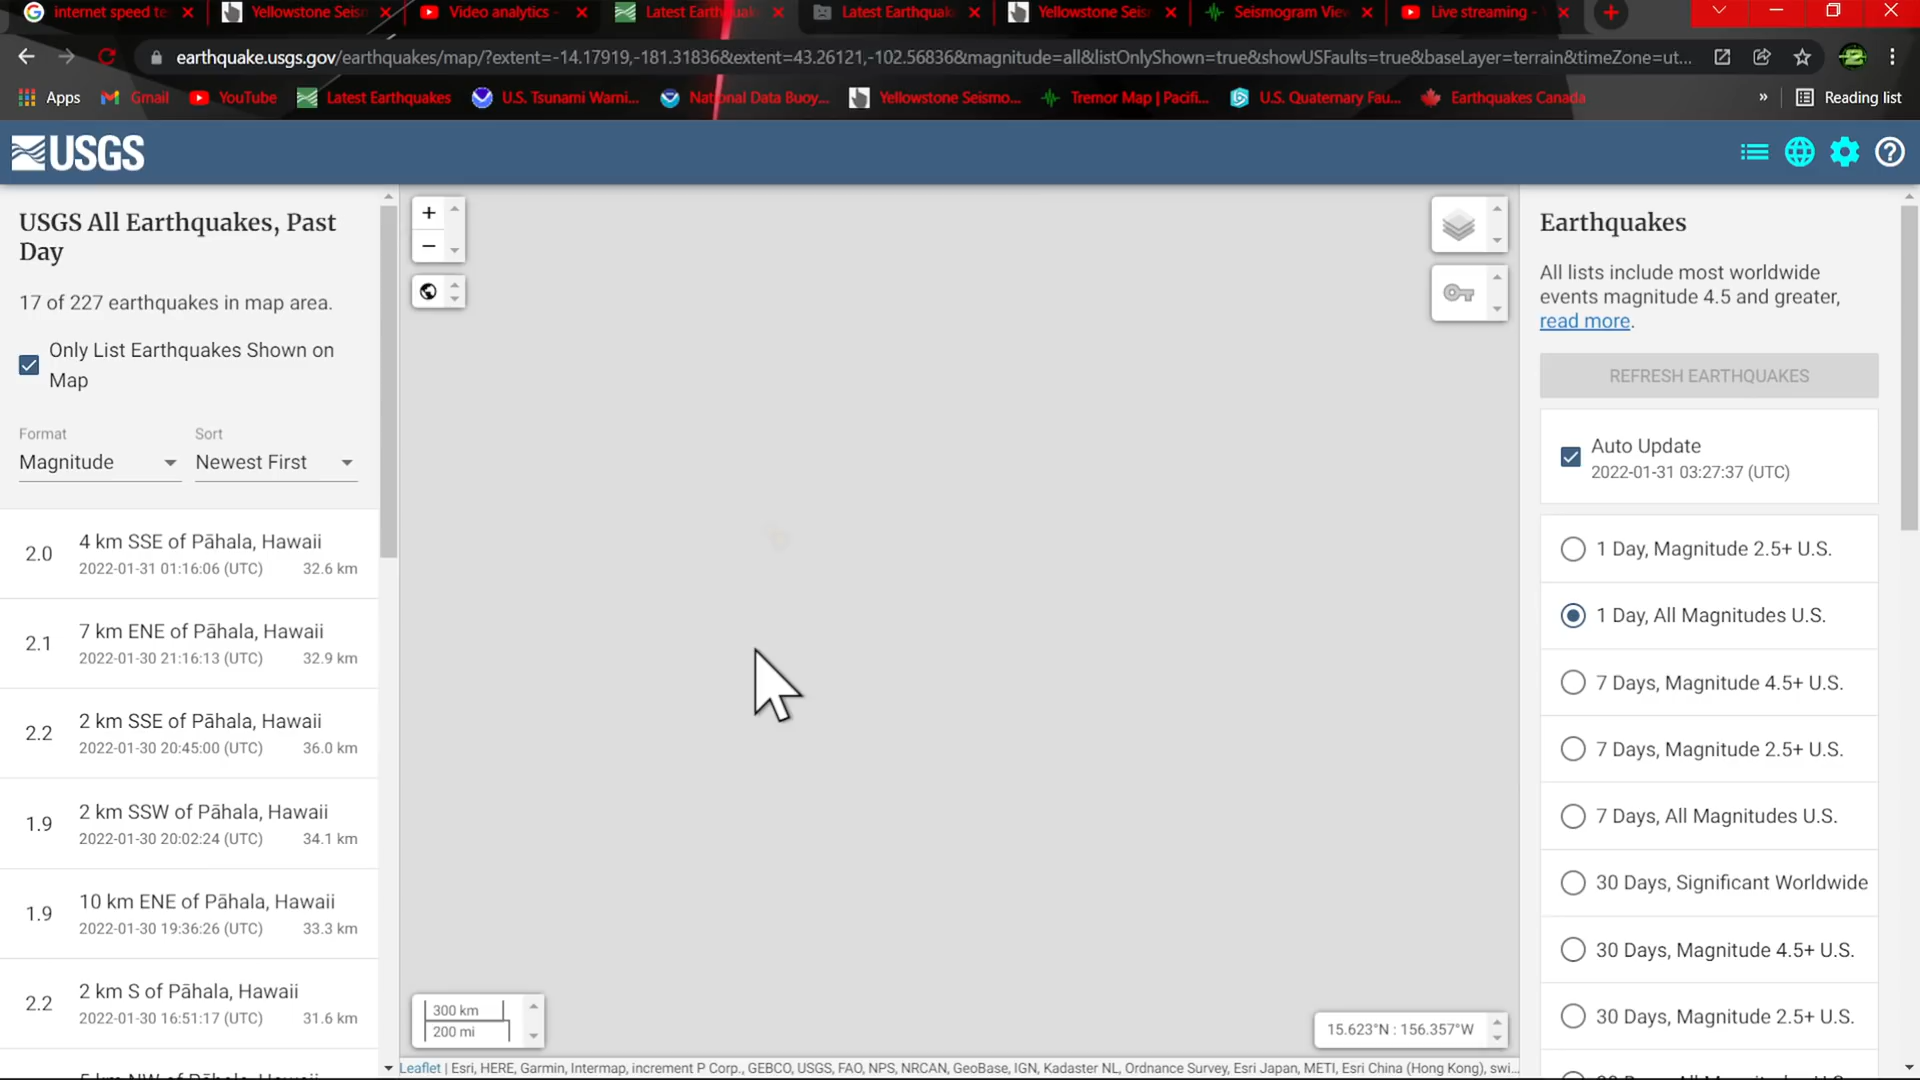 internet speed te
Yellowstone Seis
Video analytics -
Latest Earthquak
Latest Earthquak
Yellowstone Seis
Seismogram View
Live streaming -
earthquake.usgs.gov/earthquakes/map/?extent=-14.17919,-181.31836&extent=43.26121,-102.56836&magnitude=all&listOnlyShown=true&showUSFaults=true&baseLayer=terrain&timeZone=ut...
Apps
Gmail
YouTube
Latest Earthquakes
U.S. Tsunami Warni...
National Data Buoy...
Yellowstone Seismo...
Tremor Map | Pacifi...
U.S. Quaternary Fau...
Earthquakes Canada
»
Reading list
USGS
USGS All Earthquakes, Past
Day
17 of 227 earthquakes in map area.
Only List Earthquakes Shown on
Map
Format
Sort
Magnitude
Newest First
2.0
4 km SSE of Pāhala, Hawaii
2022-01-31 01:16:06 (UTC) 32.6 km
2.1
7 km ENE of Pāhala, Hawaii
2022-01-30 21:16:13 (UTC) 32.9 km
2.2
2 km SSE of Pāhala, Hawaii
2022-01-30 20:45:00 (UTC) 36.0 km
1.9
2 km SSW of Pāhala, Hawaii
2022-01-30 20:02:24 (UTC) 34.1 km
1.9
10 km ENE of Pāhala, Hawaii
2022-01-30 19:36:26 (UTC) 33.3 km
2.2
2 km S of Pāhala, Hawaii
2022-01-30 16:51:17 (UTC) 31.6 km
+
−
300 km
200 mi
15.623°N : 156.357°W
Leaflet | Esri, HERE, Garmin, Intermap, increment P Corp., GEBCO, USGS, FAO, NPS, NRCAN, GeoBase, IGN, Kadaster NL, Ordnance Survey, Esri Japan, METI, Esri China (Hong Kong), swi...
Earthquakes
All lists include most worldwide
events magnitude 4.5 and greater,
read more.
REFRESH EARTHQUAKES
Auto Update
2022-01-31 03:27:37 (UTC)
1 Day, Magnitude 2.5+ U.S.
1 Day, All Magnitudes U.S.
7 Days, Magnitude 4.5+ U.S.
7 Days, Magnitude 2.5+ U.S.
7 Days, All Magnitudes U.S.
30 Days, Significant Worldwide
30 Days, Magnitude 4.5+ U.S.
30 Days, Magnitude 2.5+ U.S.